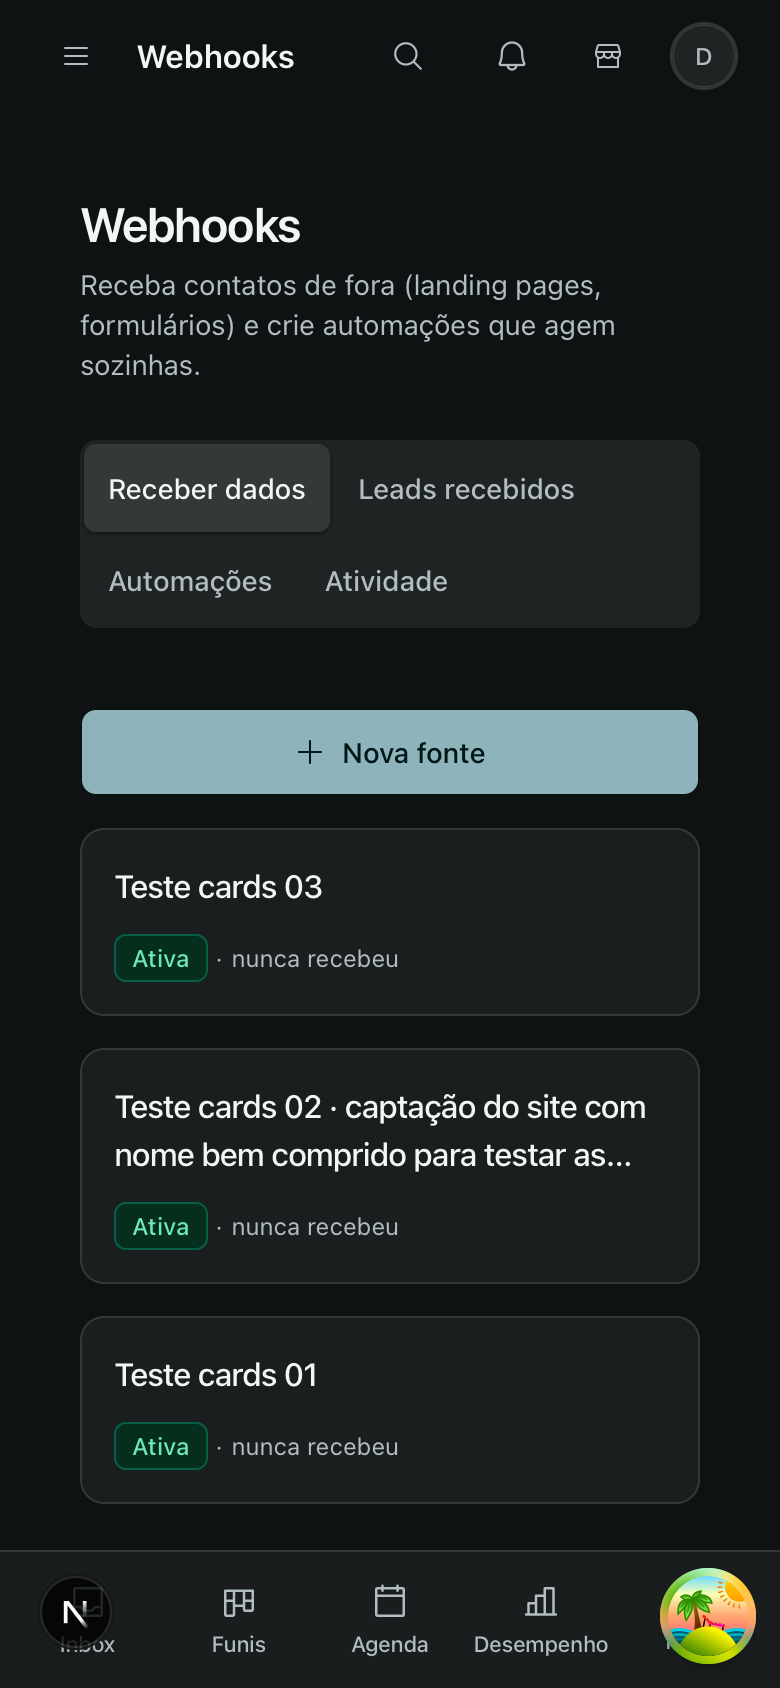 Webhooks
D
Webhooks
Receba contatos de fora (landing pages,
formulários) e crie automações que agem
sozinhas.
Receber dados
Leads recebidos
Automações
Atividade
Nova fonte
Teste cards 03
Ativa · nunca recebeu
Teste cards 02 · captação do site com
nome bem comprido para testar as...
Ativa · nunca recebeu
Teste cards 01
Ativa · nunca recebeu
N
Inbox
Funis
Agenda
Desempenho